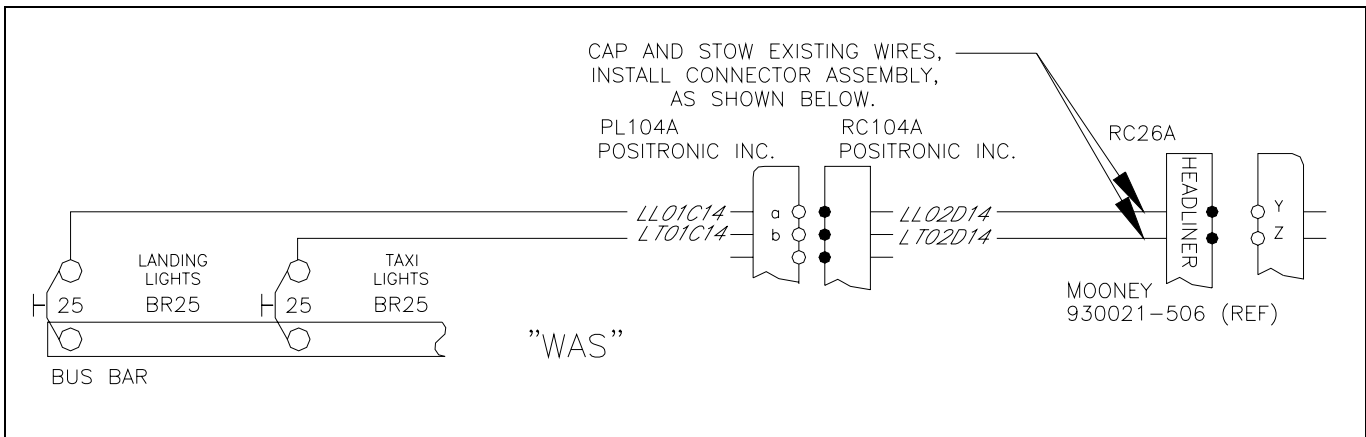 CAP AND STOW EXISTING WIRES,
INSTALL CONNECTOR ASSEMBLY,
AS SHOWN BELOW.
PL104A
POSITRONIC INC.
RC104A
POSITRONIC INC.
RC26A
HEADLINER
LL01C14
a
LL02D14
Y
LT01C14
b
LT02D14
Z
LANDING
LIGHTS
BR25
25
TAXI
LIGHTS
BR25
25
MOONEY
930021-506 (REF)
"WAS"
BUS BAR